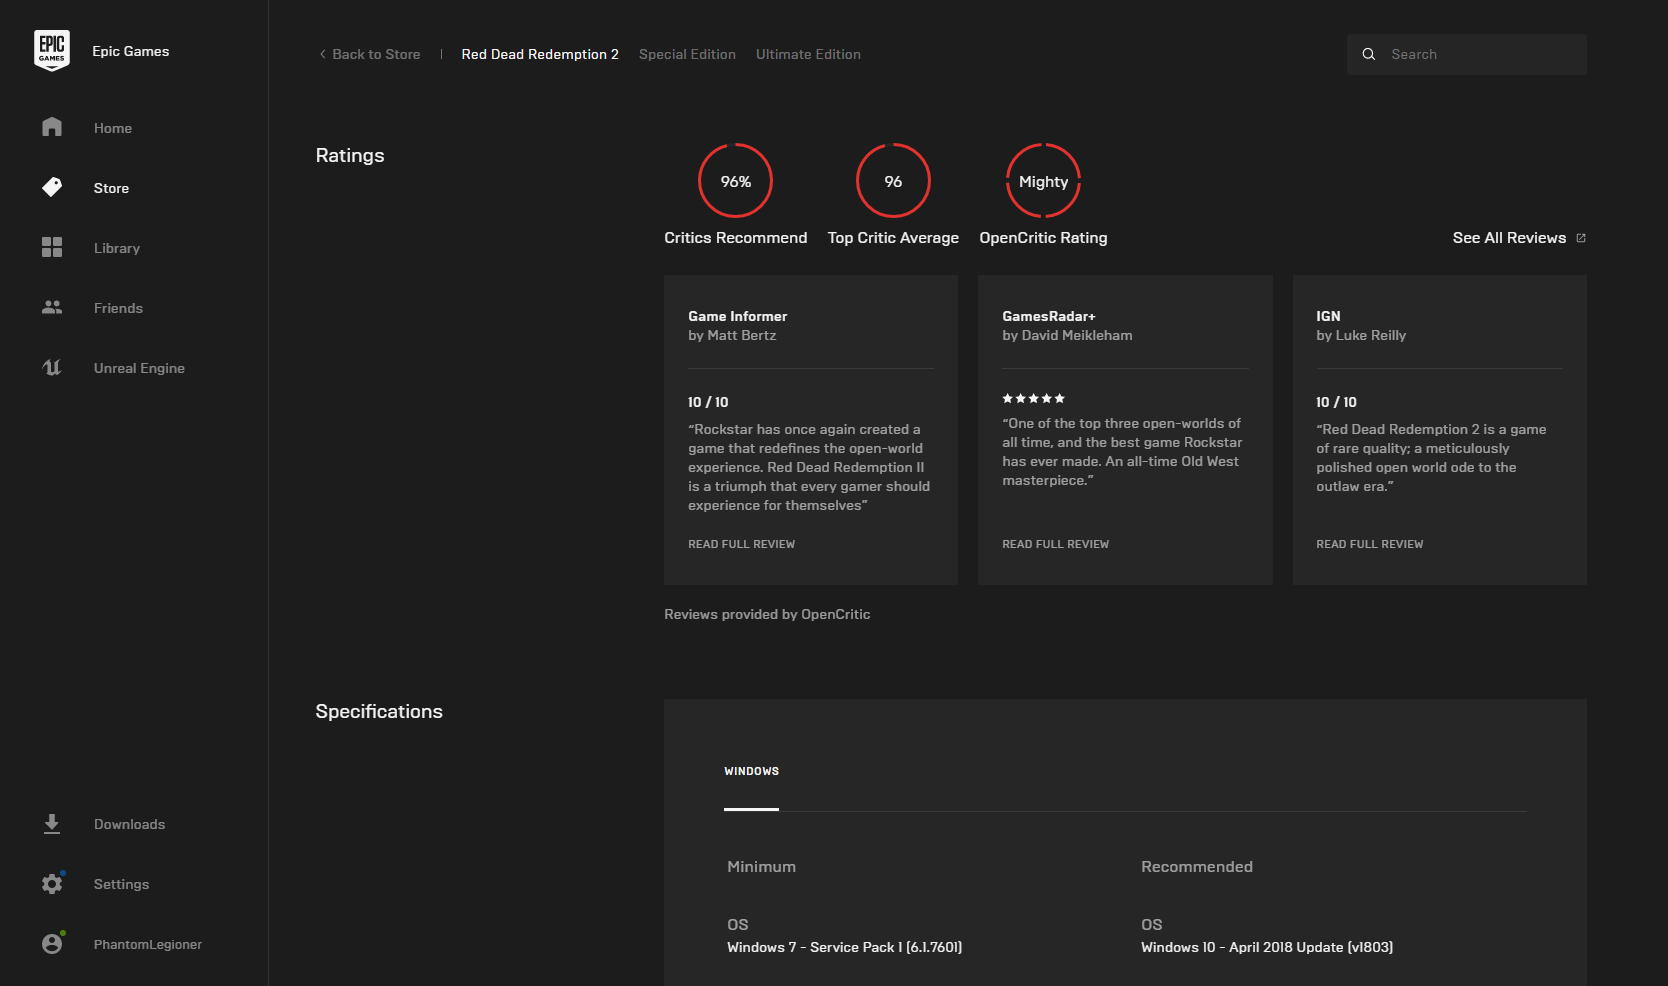 EPIC
GAMES
Epic Games
Home
Store
Library
Friends
Unreal Engine
Downloads
Settings
PhantomLegioner
Back to Store | Red Dead Redemption 2 Special Edition Ultimate Edition
Search
Ratings
96%
Critics Recommend
96
Top Critic Average
Mighty
OpenCritic Rating
See All Reviews
Game Informer
by Matt Bertz
10 / 10
“Rockstar has once again created a
game that redefines the open-world
experience. Red Dead Redemption II
is a triumph that every gamer should
experience for themselves”
READ FULL REVIEW
GamesRadar+
by David Meikleham
★★★★★
“One of the top three open-worlds of
all time, and the best game Rockstar
has ever made. An all-time Old West
masterpiece.”
READ FULL REVIEW
IGN
by Luke Reilly
10 / 10
“Red Dead Redemption 2 is a game
of rare quality; a meticulously
polished open world ode to the
outlaw era.”
READ FULL REVIEW
Reviews provided by OpenCritic
Specifications
WINDOWS
Minimum
OS
Windows 7 - Service Pack 1 (6.1.7601)
Recommended
OS
Windows 10 - April 2018 Update (v1803)